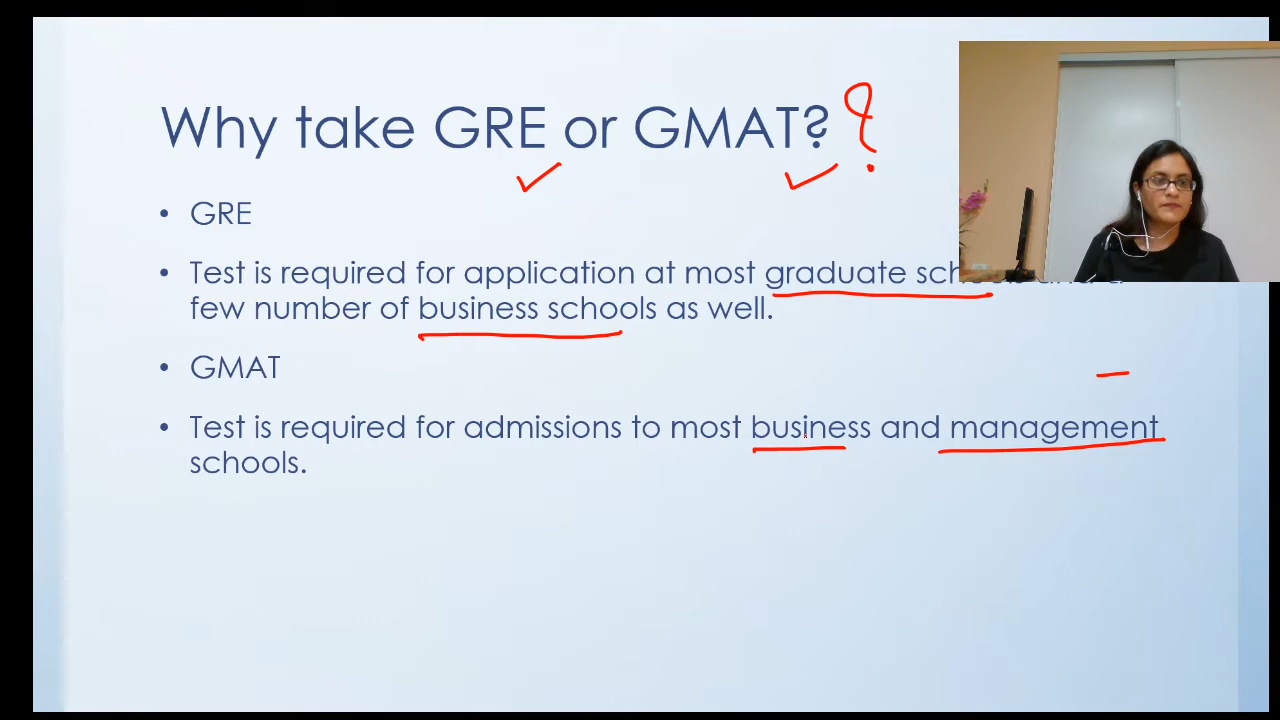 Why take GRE or GMAT? ?
• GRE
• Test is required for application at most graduate
few number of business schools as well.
• GMAT
• Test is required for admissions to most business and management
schools.